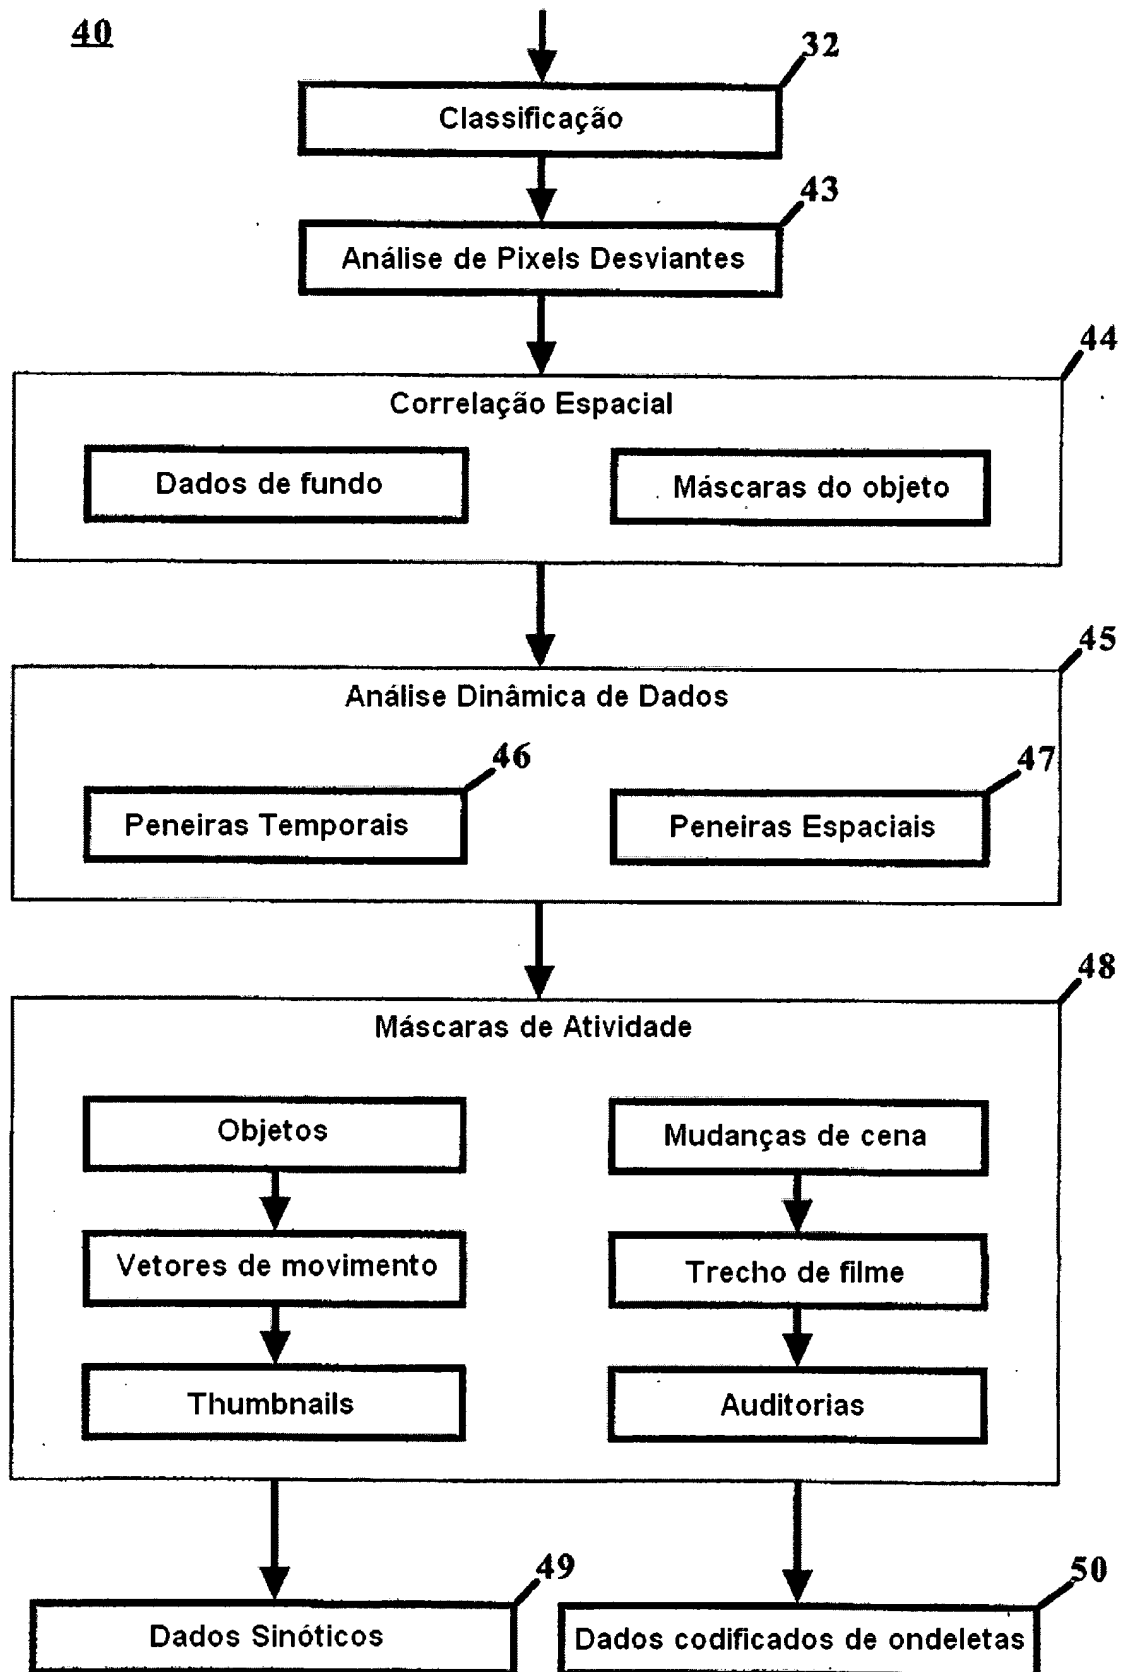 40
32
Classificação
43
Análise de Pixels Desviantes
44
Correlação Espacial
Dados de fundo
Máscaras do objeto
45
Análise Dinâmica de Dados
46
47
Peneiras Temporais
Peneiras Espaciais
48
Máscaras de Atividade
Objetos
Mudanças de cena
Vetores de movimento
Trecho de filme
Thumbnails
Auditorias
49
50
Dados Sinóticos
Dados codificados de ondeletas